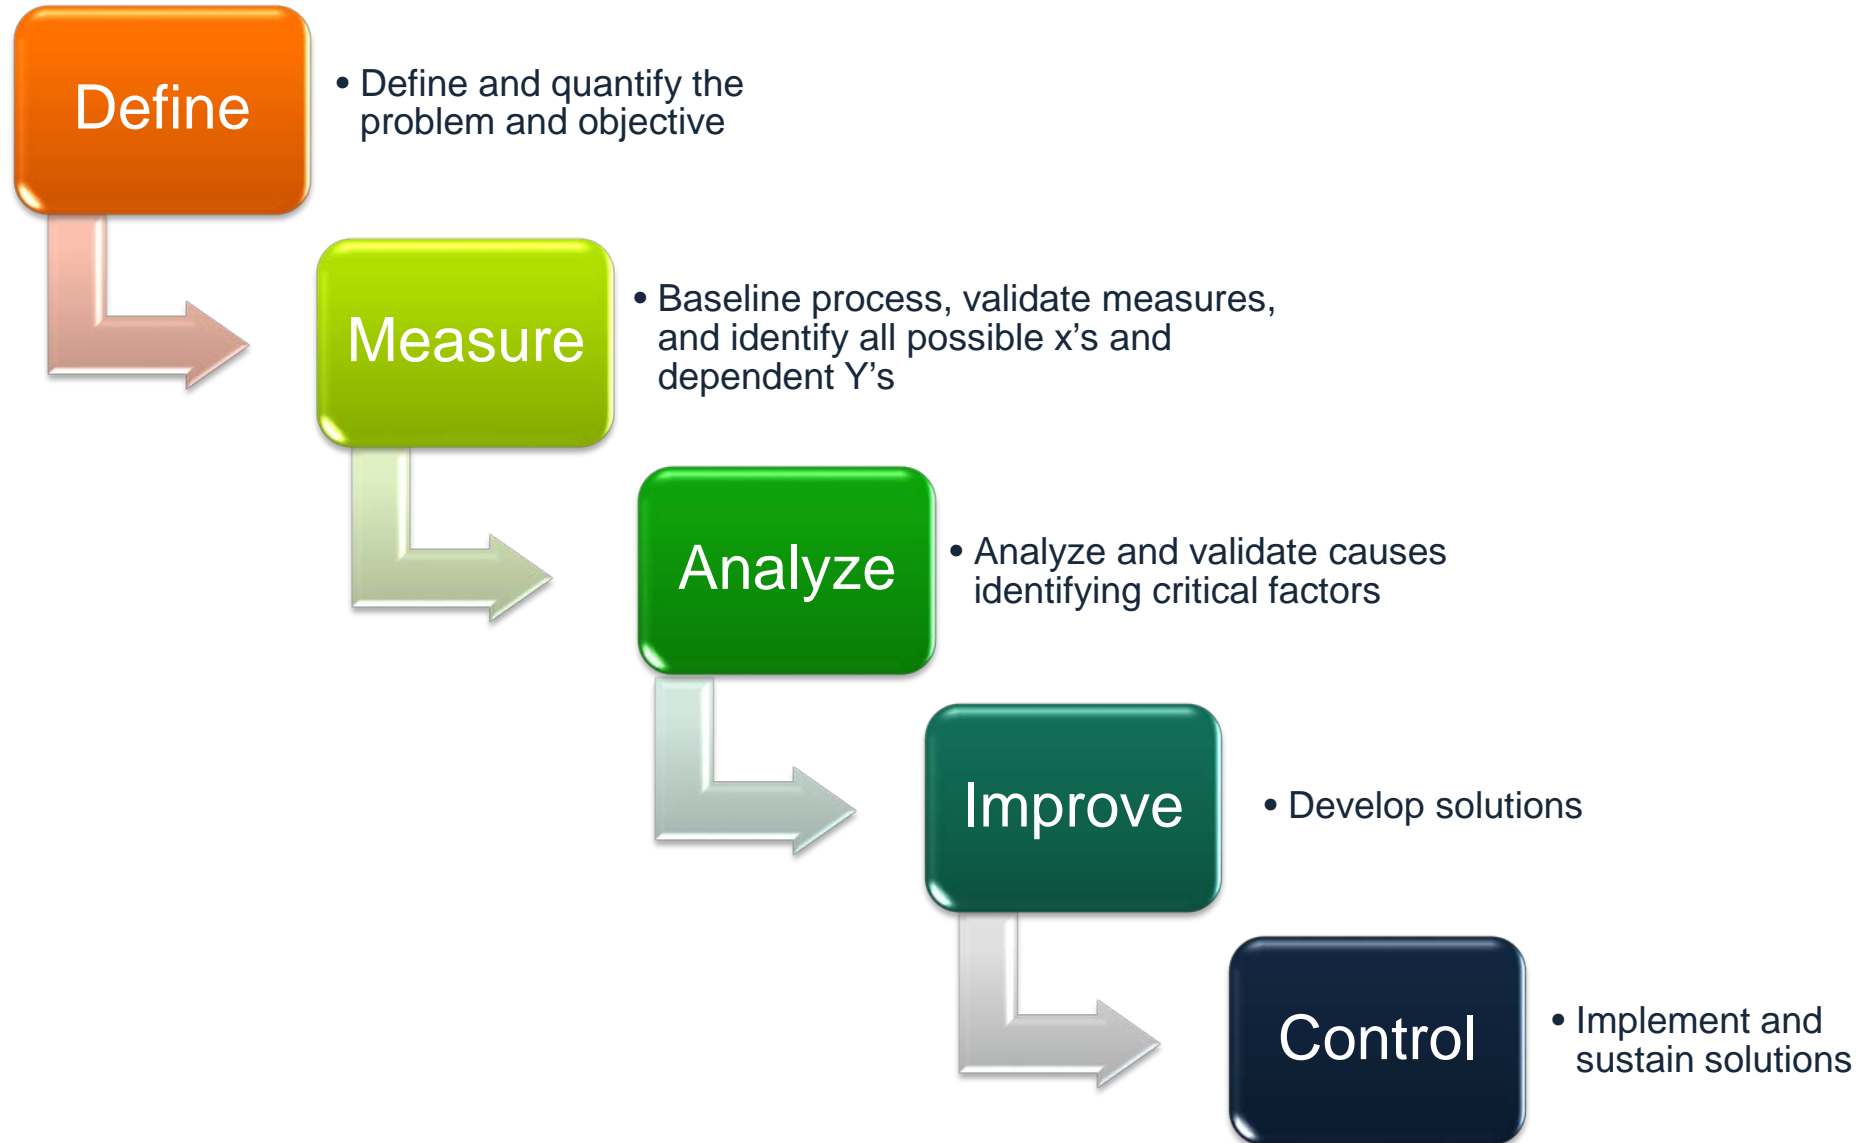 Define
• Define and quantify the
problem and objective
Measure
• Baseline process, validate measures,
and identify all possible x’s and
dependent Y’s
Analyze
• Analyze and validate causes
identifying critical factors
Improve
• Develop solutions
Control
• Implement and
sustain solutions